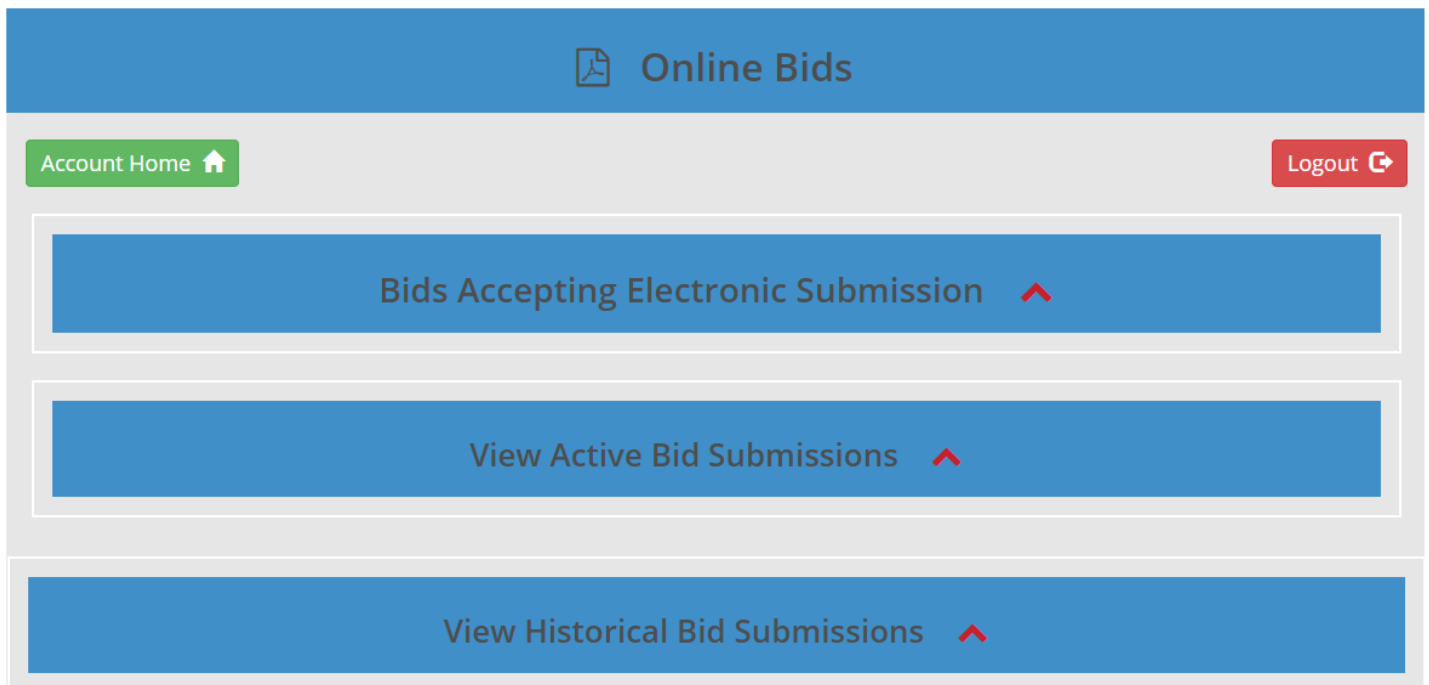 Online Bids
Account Home
Logout
Bids Accepting Electronic Submission
View Active Bid Submissions
View Historical Bid Submissions